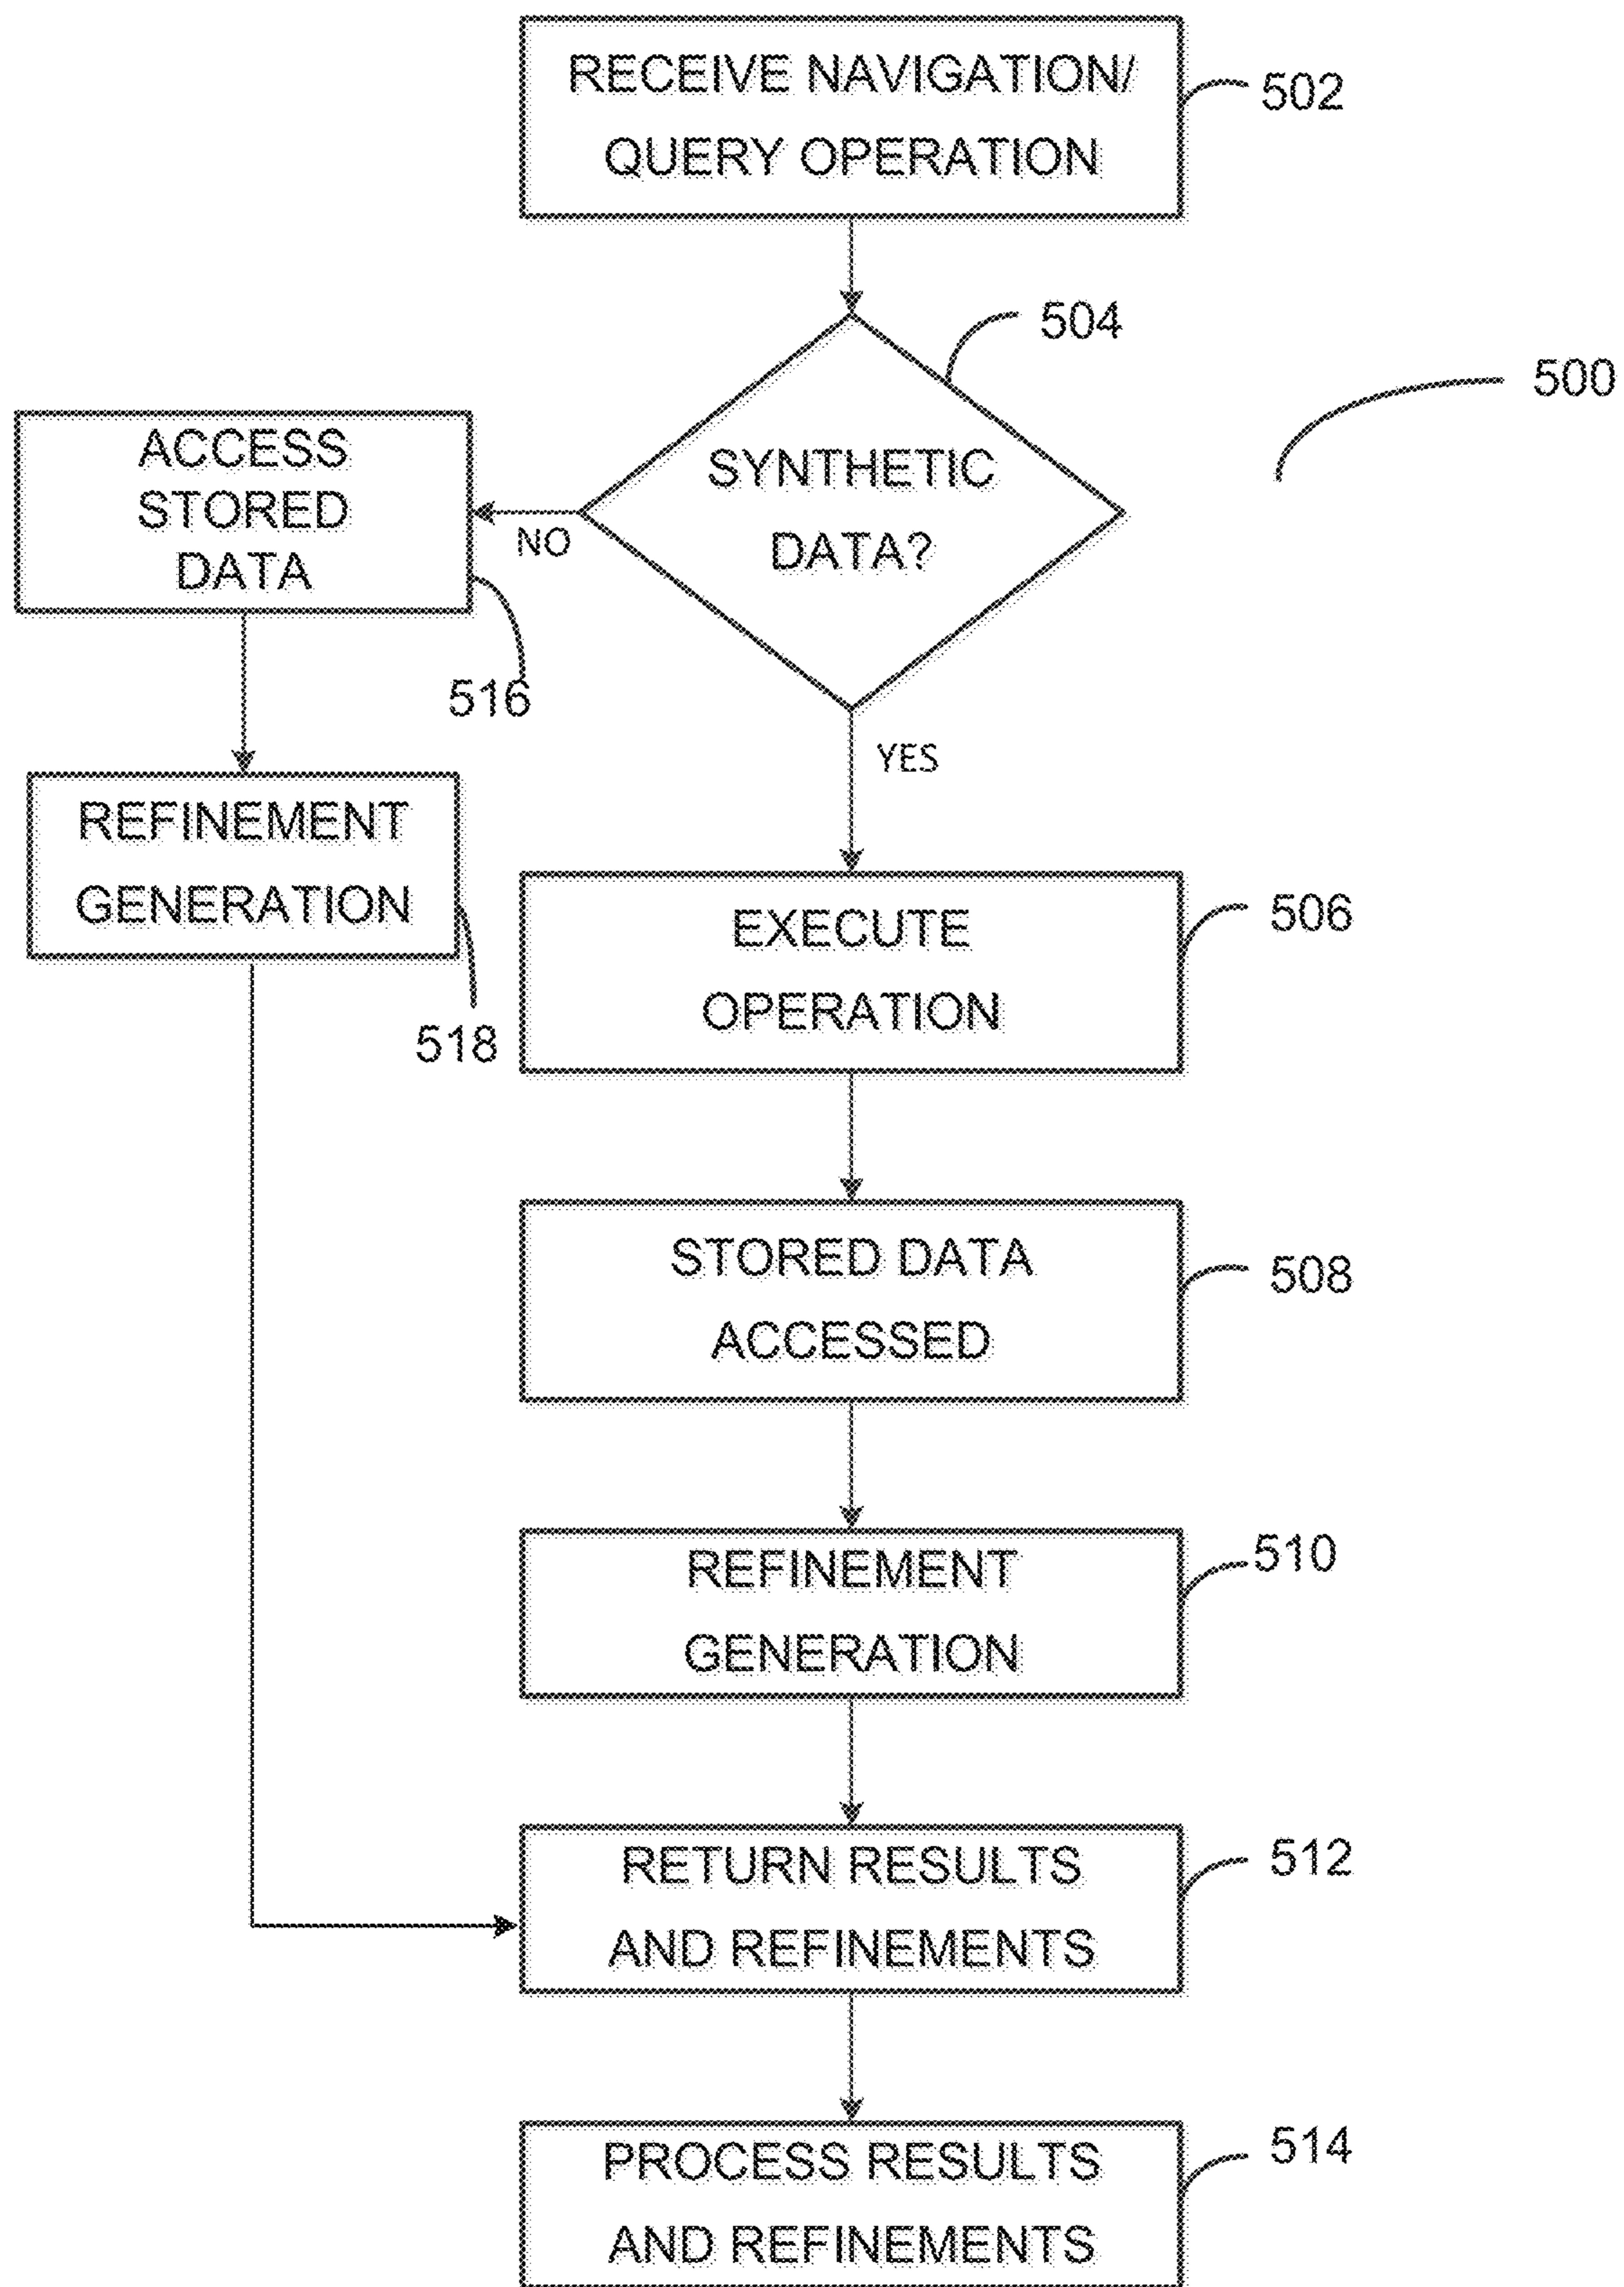 RECEIVE NAVIGATION/
QUERY OPERATION
502
504
500
SYNTHETIC
DATA?
NO
YES
ACCESS
STORED
DATA
516
REFINEMENT
GENERATION
518
EXECUTE
OPERATION
506
STORED DATA
ACCESSED
508
REFINEMENT
GENERATION
510
RETURN RESULTS
AND REFINEMENTS
512
PROCESS RESULTS
AND REFINEMENTS
514